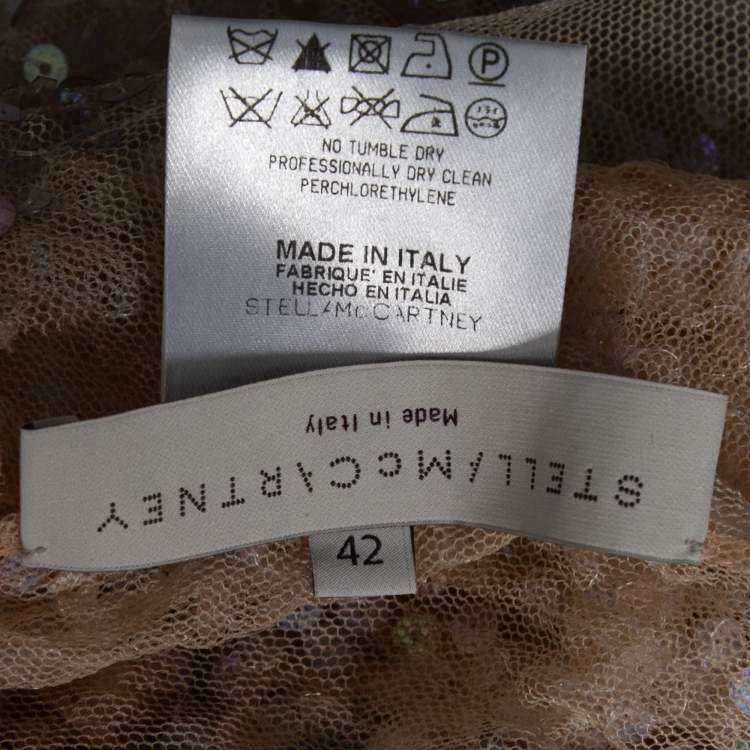 P
NO TUMBLE DRY
PROFESSIONALLY DRY CLEAN
PERCHLORETHYLENE
MADE IN ITALY
FABRIQUE' EN ITALIE
HECHO EN ITALIA
STELLAMcCARTNEY
STELLAMcCARTNEY
Made in Italy
42